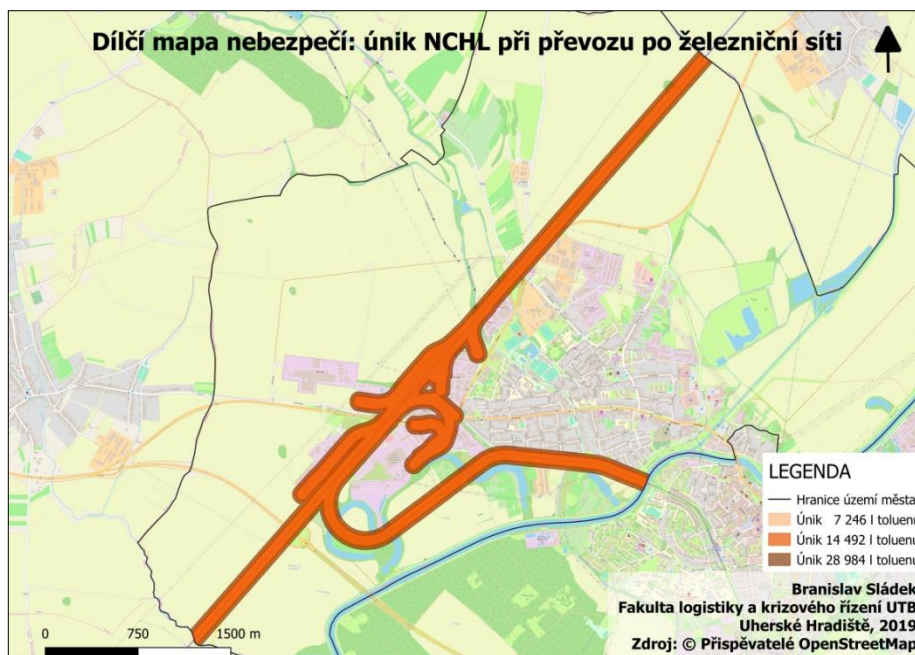 Dílčí mapa nebezpečí: únik NCHL při převozu po železniční síti
LEGENDA
Hranice území města
Únik 7 246 l toluenu
Únik 14 492 l toluenu
Únik 28 984 l toluenu
Branislav Sládek
Fakulta logistiky a krizového řízení UTB
Uherské Hradiště, 2019
Zdroj: © Přispěvatelé OpenStreetMap
0 750 1500 m